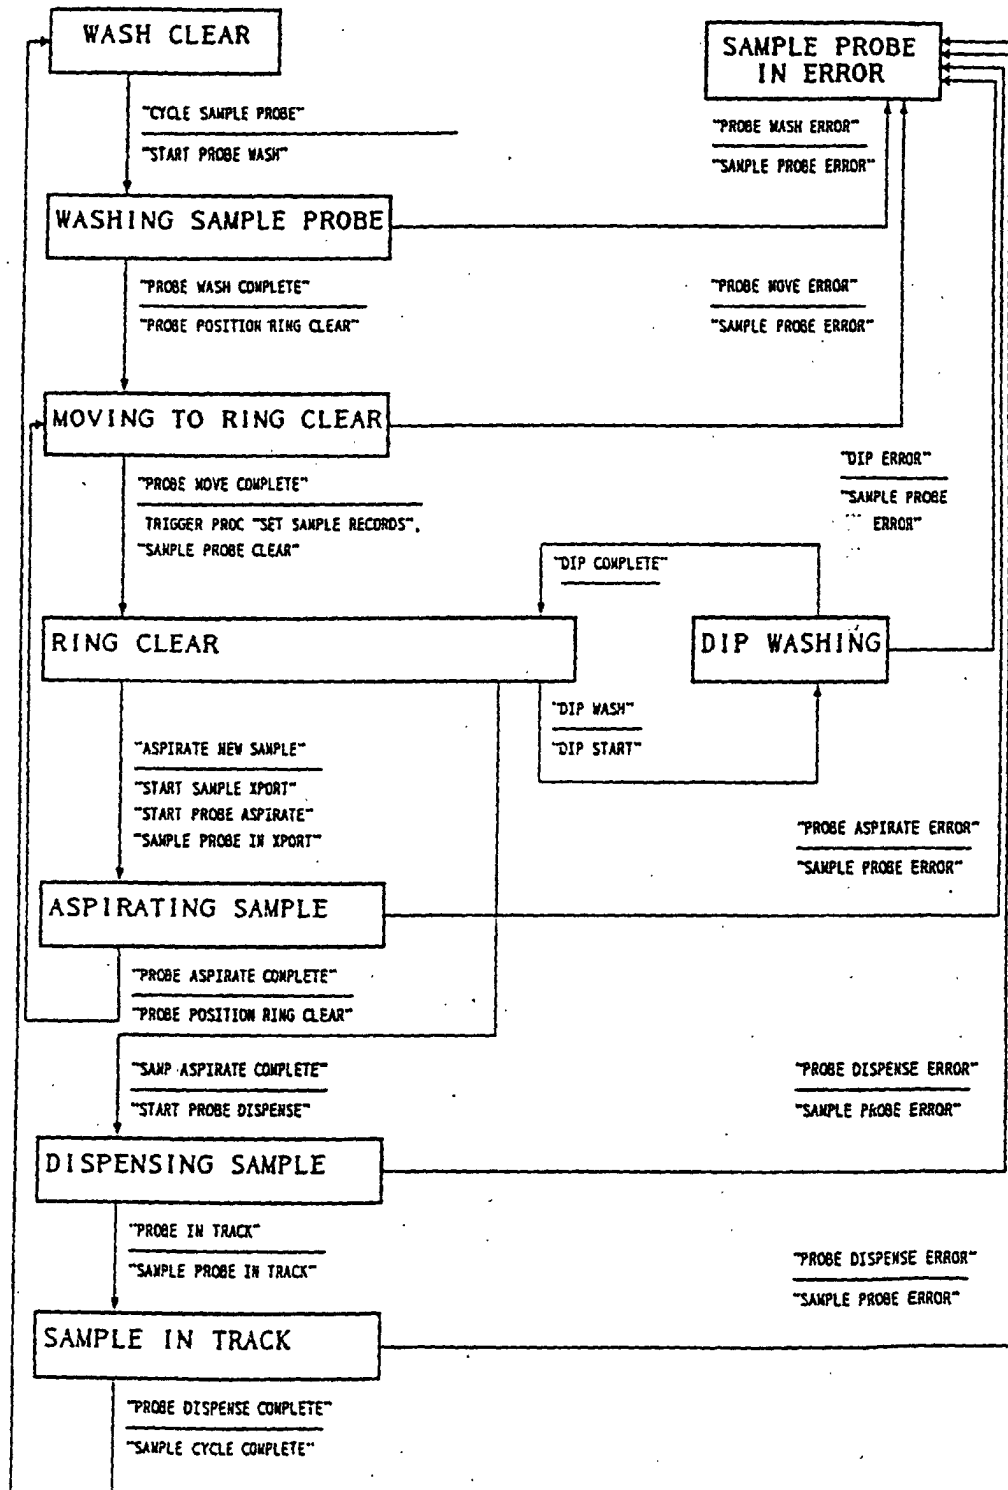 WASH CLEAR
SAMPLE PROBE
IN ERROR
"CYCLE SAMPLE PROBE"
"START PROBE WASH"
"PROBE WASH ERROR"
"SAMPLE PROBE ERROR"
WASHING SAMPLE PROBE
"PROBE WASH COMPLETE"
"PROBE POSITION RING CLEAR"
"PROBE MOVE ERROR"
"SAMPLE PROBE ERROR"
MOVING TO RING CLEAR
"PROBE MOVE COMPLETE"
TRIGGER PROC "SET SAMPLE RECORDS",
"SAMPLE PROBE CLEAR"
"DIP ERROR"
"SAMPLE PROBE
ERROR"
"DIP COMPLETE"
RING CLEAR
DIP WASHING
"DIP WASH"
"DIP START"
"ASPIRATE NEW SAMPLE"
"START SAMPLE XPORT"
"START PROBE ASPIRATE"
"SAMPLE PROBE IN XPORT"
"PROBE ASPIRATE ERROR"
"SAMPLE PROBE ERROR"
ASPIRATING SAMPLE
"PROBE ASPIRATE COMPLETE"
"PROBE POSITION RING CLEAR"
"SAMP ASPIRATE COMPLETE"
"START PROBE DISPENSE"
"PROBE DISPENSE ERROR"
"SAMPLE PROBE ERROR"
DISPENSING SAMPLE
"PROBE IN TRACK"
"SAMPLE PROBE IN TRACK"
"PROBE DISPENSE ERROR"
"SAMPLE PROBE ERROR"
SAMPLE IN TRACK
"PROBE DISPENSE COMPLETE"
"SAMPLE CYCLE COMPLETE"